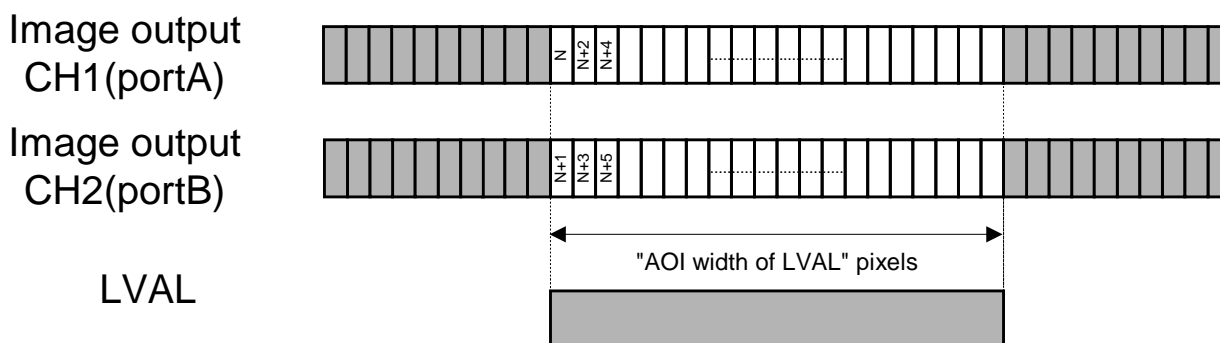 Image output
CH1(portA)
N
N+2
N+4
Image output
CH2(portB)
N+1
N+3
N+5
"AOI width of LVAL" pixels
LVAL